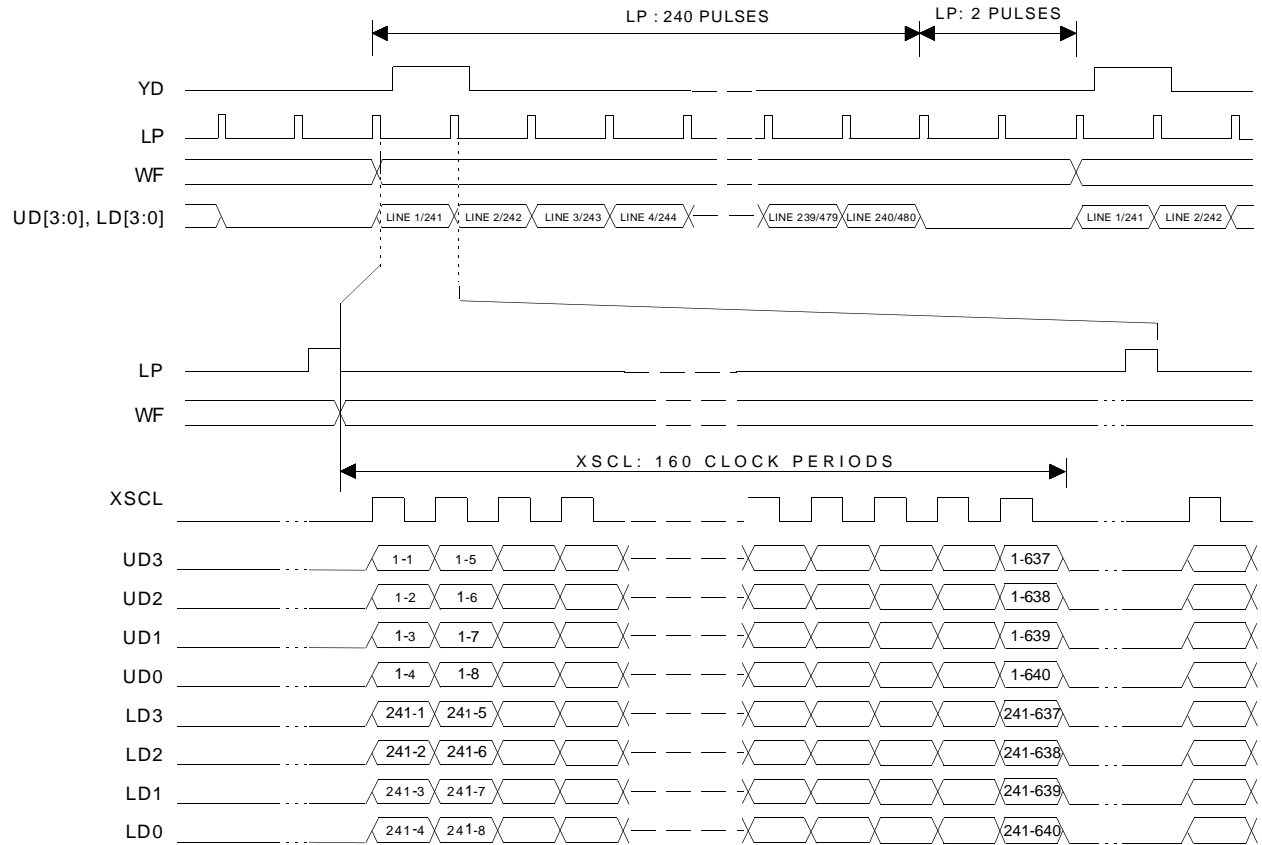 LP : 240 PULSES
LP: 2 PULSES
YD
LP
WF
UD[3:0], LD[3:0]
LINE 1/241 LINE 2/242 LINE 3/243 LINE 4/244 LINE 239/479 LINE 240/480 LINE 1/241 LINE 2/242
LP
WF
XSCL: 160 CLOCK PERIODS
XSCL
UD3 1-1 1-5 1-637
UD2 1-2 1-6 1-638
UD1 1-3 1-7 1-639
UD0 1-4 1-8 1-640
LD3 241-1 241-5 241-637
LD2 241-2 241-6 241-638
LD1 241-3 241-7 241-639
LD0 241-4 241-8 241-640